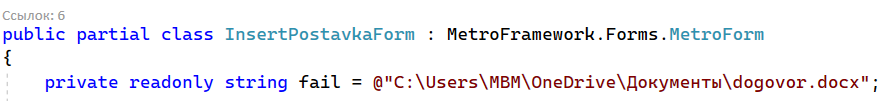 Ссылок: 6
public partial class InsertPostavkaForm : MetroFramework.Forms.MetroForm
{
private readonly string fail = @"C:\Users\MBM\OneDrive\Документы\dogovor.docx";